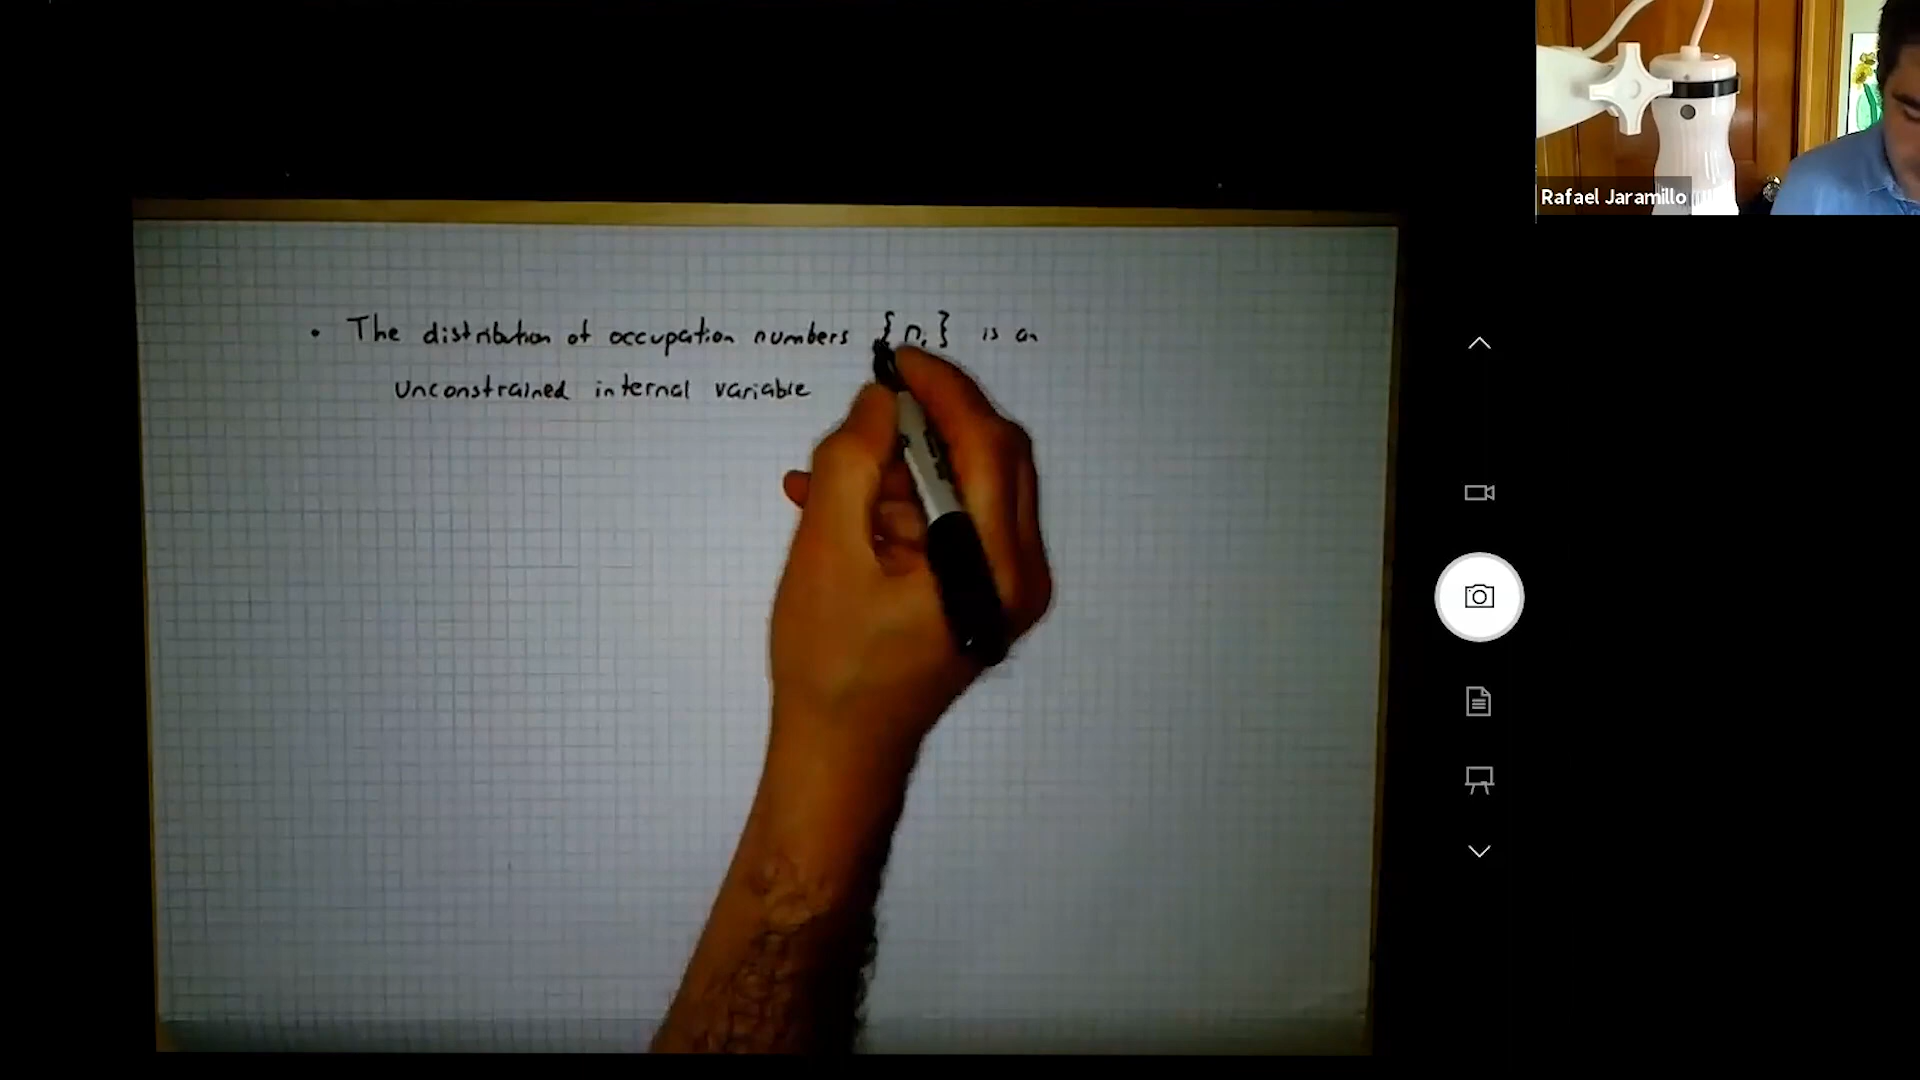 Rafael Jaramillo
• The distribution of occupation numbers {nᵢ} is an
unconstrained internal variable